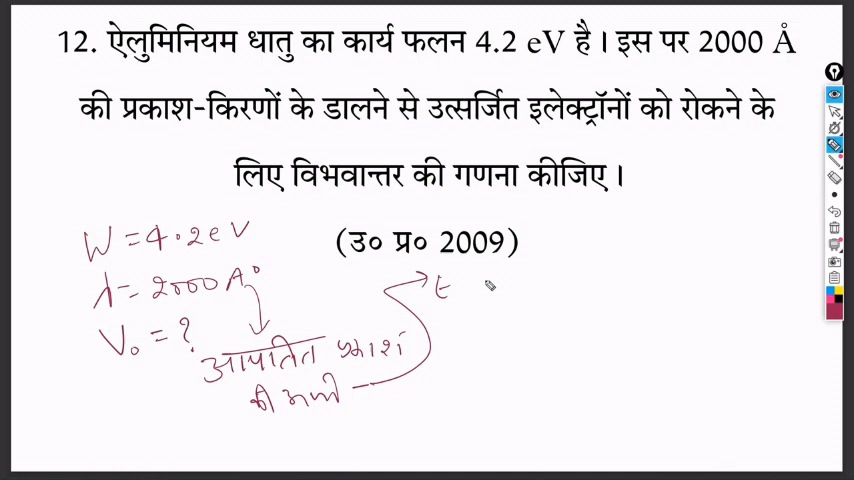 12. ऐलुमिनियम धातु का कार्य फलन 4.2 eV है। इस पर 2000 Å
की प्रकाश-किरणों के डालने से उत्सर्जित इलेक्ट्रॉनों को रोकने के
लिए विभवान्तर की गणना कीजिए।
(उ० प्र० 2009)
W = 4.2 eV
λ = 2000 A°
V₀ = ?
आपतित प्रकाश
की ऊर्जा
E